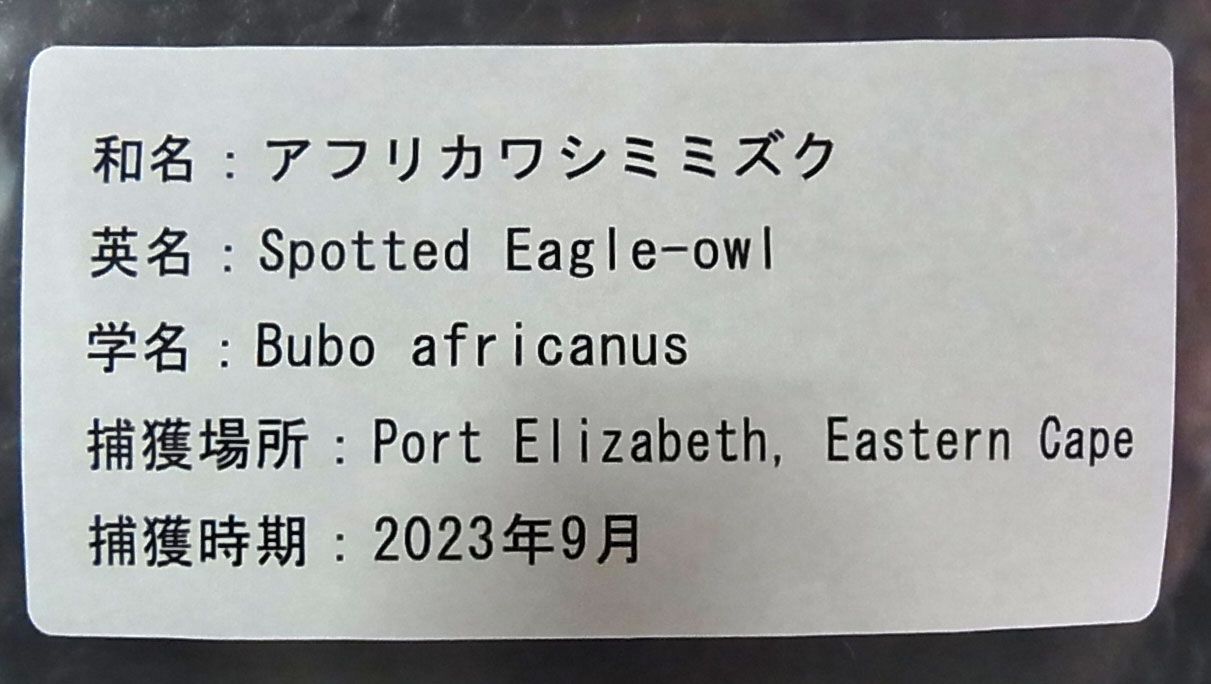 和名：アフリカワシミミズク
英名：Spotted Eagle-owl
学名：Bubo africanus
捕獲場所：Port Elizabeth, Eastern Cape
捕獲時期：2023年9月